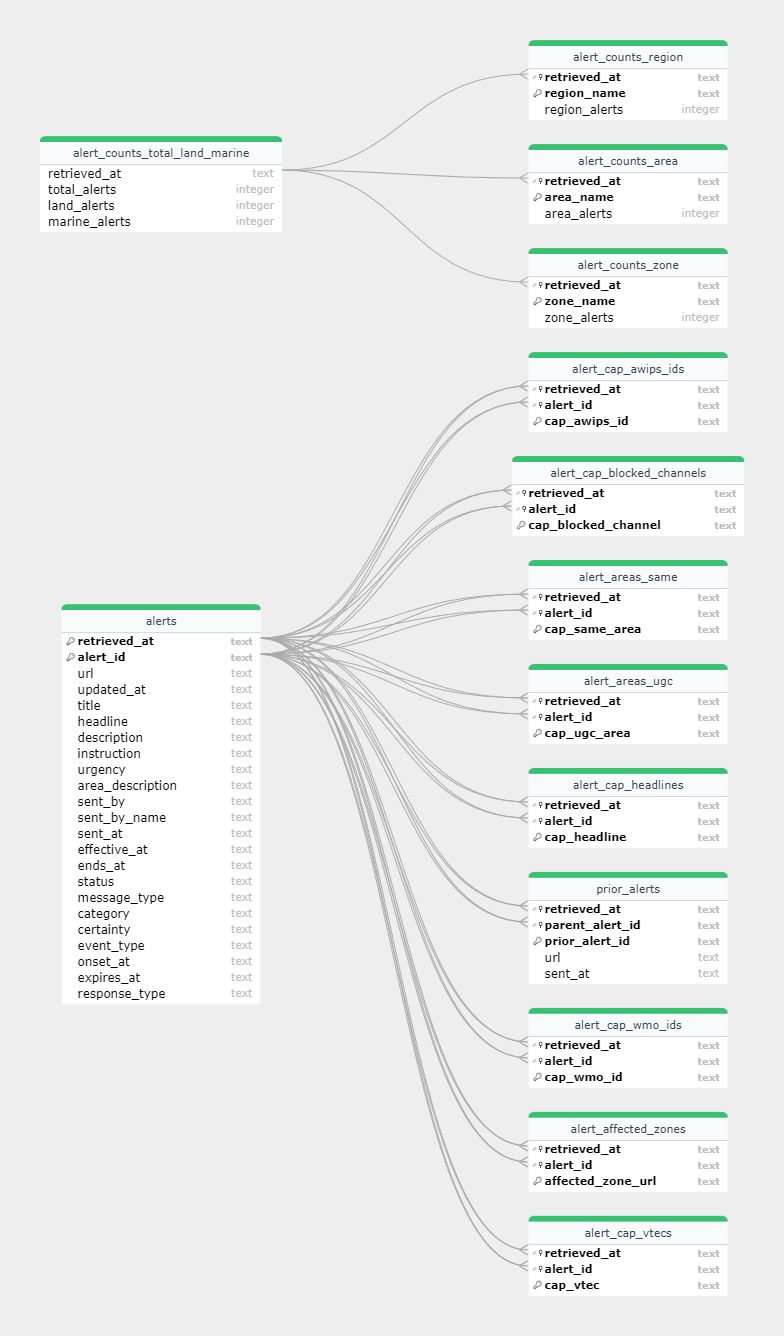 alert_counts_total_land_marine
retrieved_at text
total_alerts integer
land_alerts integer
marine_alerts integer
alert_counts_region
retrieved_at text
region_name text
region_alerts integer
alert_counts_area
retrieved_at text
area_name text
area_alerts integer
alert_counts_zone
retrieved_at text
zone_name text
zone_alerts integer
alerts
retrieved_at text
alert_id text
url text
updated_at text
title text
headline text
description text
instruction text
urgency text
area_description text
sent_by text
sent_by_name text
sent_at text
effective_at text
ends_at text
status text
message_type text
category text
certainty text
event_type text
onset_at text
expires_at text
response_type text
alert_cap_awips_ids
retrieved_at text
alert_id text
cap_awips_id text
alert_cap_blocked_channels
retrieved_at text
alert_id text
cap_blocked_channel text
alert_areas_same
retrieved_at text
alert_id text
cap_same_area text
alert_areas_ugc
retrieved_at text
alert_id text
cap_ugc_area text
alert_cap_headlines
retrieved_at text
alert_id text
cap_headline text
prior_alerts
retrieved_at text
parent_alert_id text
prior_alert_id text
url text
sent_at text
alert_cap_wmo_ids
retrieved_at text
alert_id text
cap_wmo_id text
alert_affected_zones
retrieved_at text
alert_id text
affected_zone_url text
alert_cap_vtecs
retrieved_at text
alert_id text
cap_vtec text